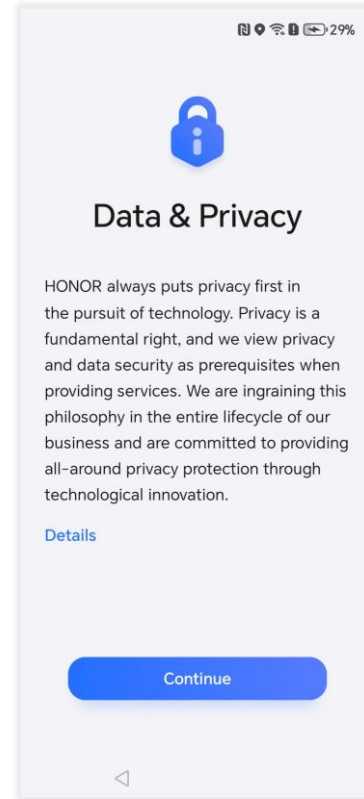 29%
Data & Privacy
HONOR always puts privacy first in
the pursuit of technology. Privacy is a
fundamental right, and we view privacy
and data security as prerequisites when
providing services. We are ingraining this
philosophy in the entire lifecycle of our
business and are committed to providing
all-around privacy protection through
technological innovation.
Details
Continue